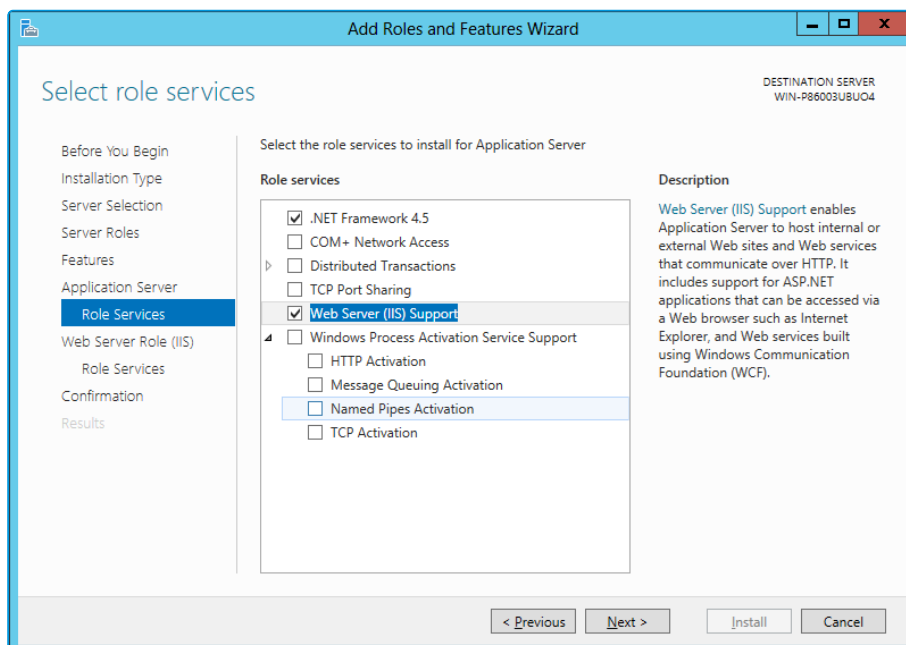 Add Roles and Features Wizard
Select role services
DESTINATION SERVER
WIN-P86003UBUO4
Before You Begin
Installation Type
Server Selection
Server Roles
Features
Application Server
Role Services
Web Server Role (IIS)
Role Services
Confirmation
Results
Select the role services to install for Application Server
Role services
.NET Framework 4.5
COM+ Network Access
Distributed Transactions
TCP Port Sharing
Web Server (IIS) Support
Windows Process Activation Service Support
HTTP Activation
Message Queuing Activation
Named Pipes Activation
TCP Activation
Description
Web Server (IIS) Support enables
Application Server to host internal or
external Web sites and Web services
that communicate over HTTP. It
includes support for ASP.NET
applications that can be accessed via
a Web browser such as Internet
Explorer, and Web services built
using Windows Communication
Foundation (WCF).
< Previous
Next >
Install
Cancel